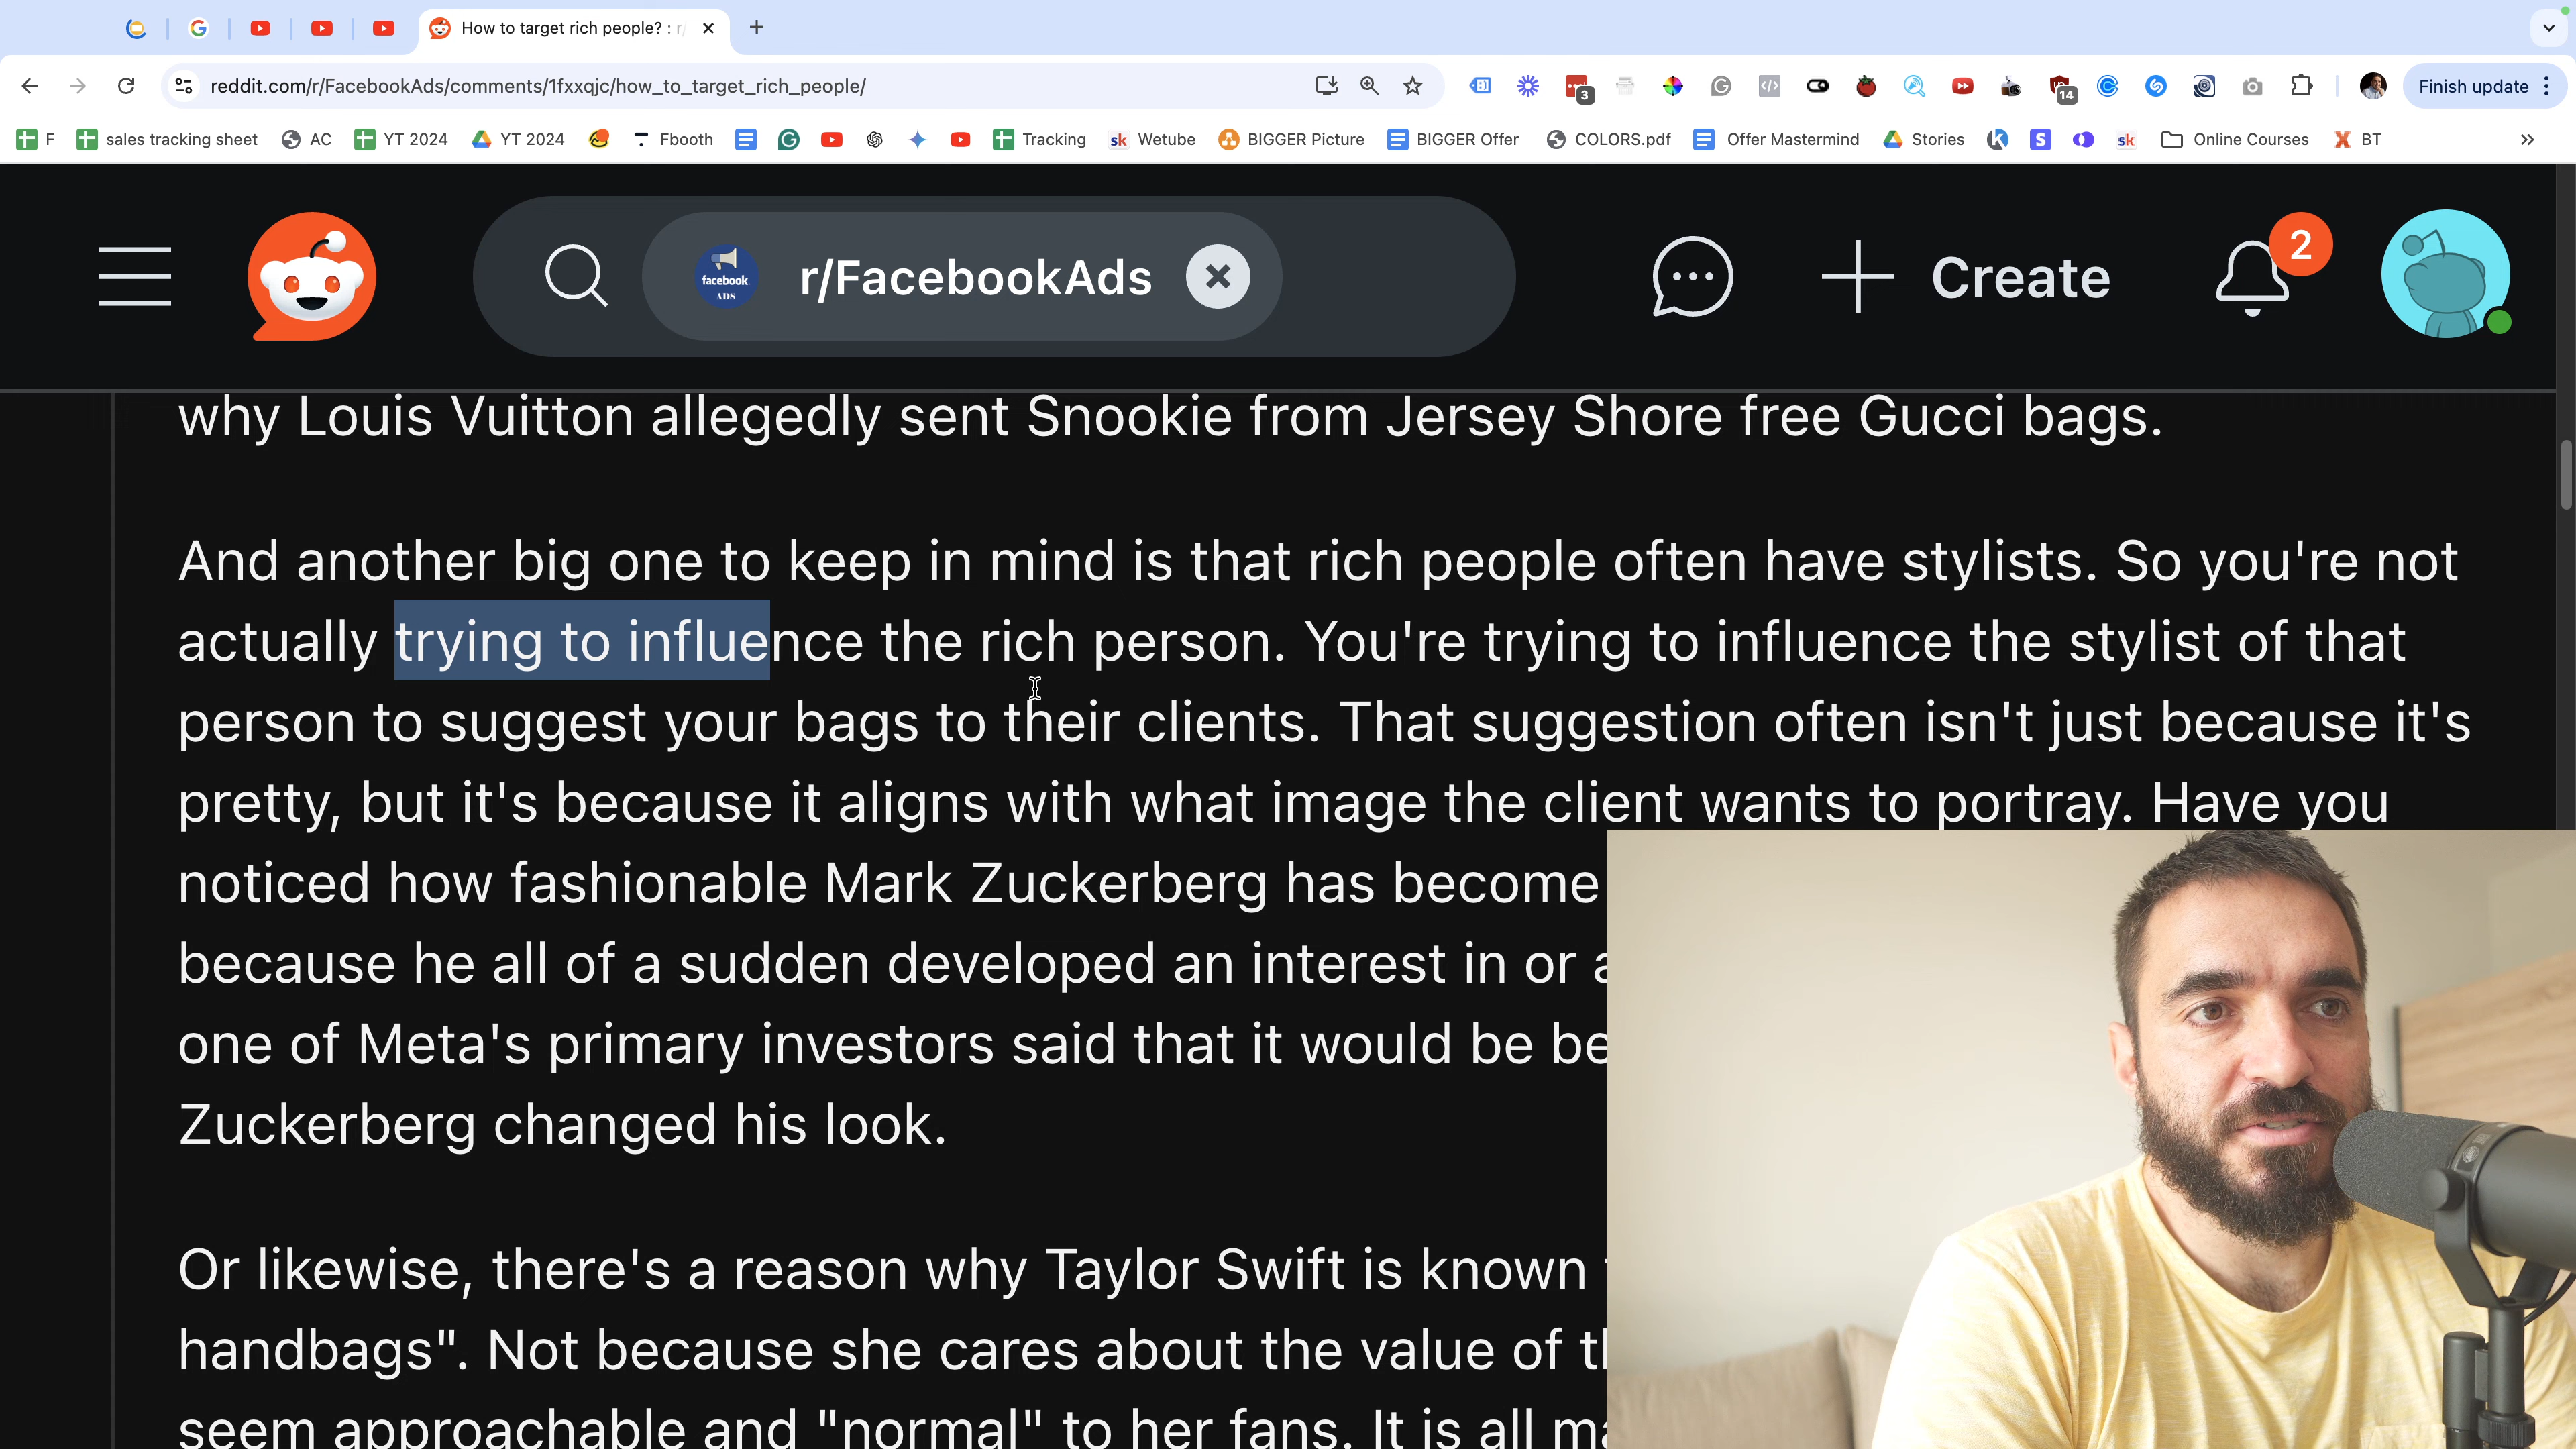 How to target rich people? : r/
reddit.com/r/FacebookAds/comments/1fxxqjc/how_to_target_rich_people/
3
14
Finish update
F
sales tracking sheet
AC
YT 2024
YT 2024
Fbooth
Tracking
sk Wetube
BIGGER Picture
BIGGER Offer
COLORS.pdf
Offer Mastermind
Stories
S
sk
Online Courses
BT
facebook ADS
r/FacebookAds
Create
2
why Louis Vuitton allegedly sent Snookie from Jersey Shore free Gucci bags.
And another big one to keep in mind is that rich people often have stylists. So you're not
actually trying to influence the rich person. You're trying to influence the stylist of that
person to suggest your bags to their clients. That suggestion often isn't just because it's
pretty, but it's because it aligns with what image the client wants to portray. Have you
noticed how fashionable Mark Zuckerberg has become
because he all of a sudden developed an interest in or
one of Meta's primary investors said that it would be be
Zuckerberg changed his look.
Or likewise, there's a reason why Taylor Swift is known
handbags". Not because she cares about the value of
seem approachable and "normal" to her fans. It is all